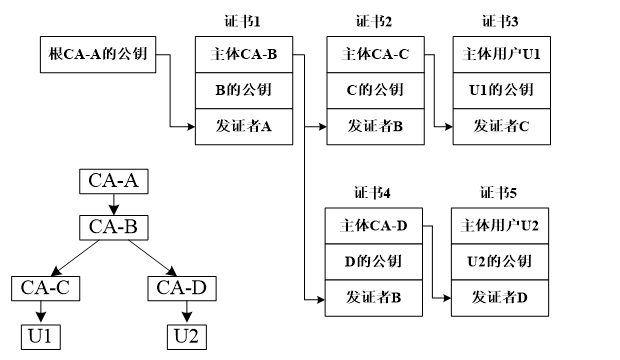 证书1
证书2
证书3
根CA-A的公钥
主体CA-B
主体CA-C
主体用户U1
B的公钥
C的公钥
U1的公钥
发证者A
发证者B
发证者C
CA-A
CA-B
CA-C
CA-D
U1
U2
证书4
证书5
主体CA-D
主体用户U2
D的公钥
U2的公钥
发证者B
发证者D